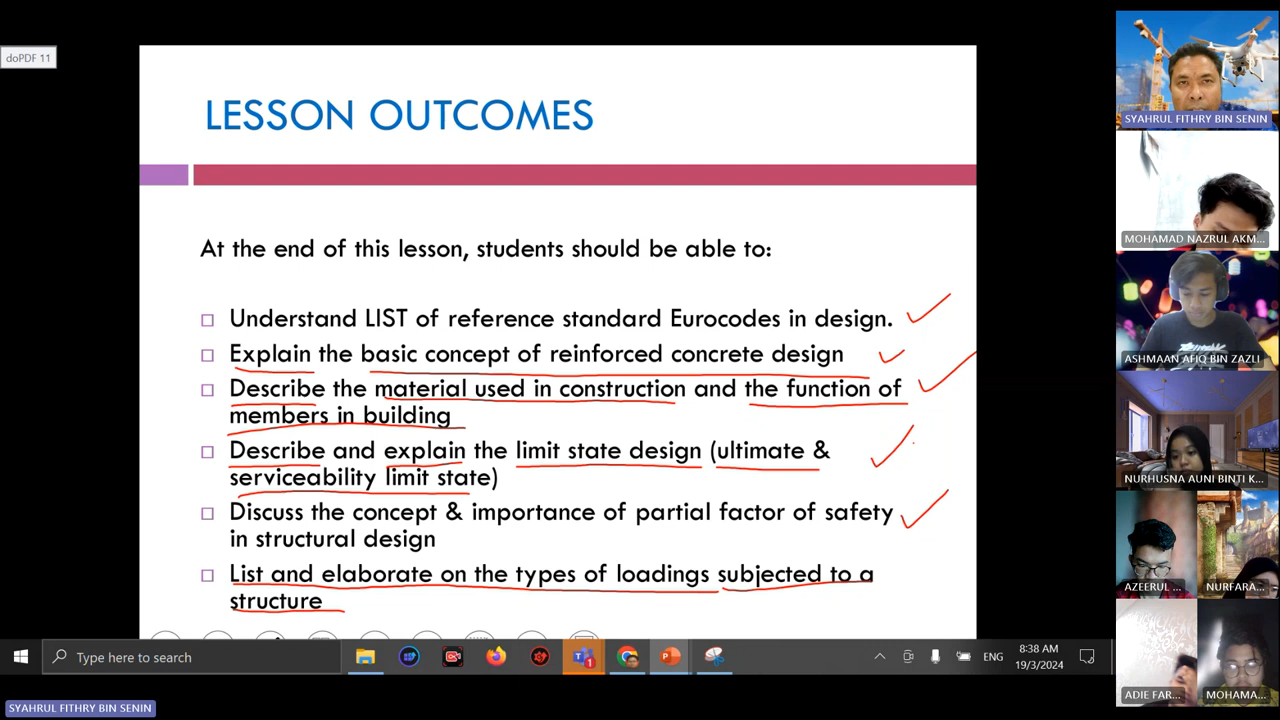 doPDF 11
LESSON OUTCOMES
At the end of this lesson, students should be able to:
Understand LIST of reference standard Eurocodes in design.
Explain the basic concept of reinforced concrete design
Describe the material used in construction and the function of
members in building
Describe and explain the limit state design (ultimate &
serviceability limit state)
Discuss the concept & importance of partial factor of safety
in structural design
List and elaborate on the types of loadings subjected to a
structure
SYAHRUL FITHRY BIN SENIN
MOHAMAD NAZRUL AKM...
ASHMAAN AFIQ BIN ZAZLI
NURHUSNA AUNI BINTI K...
AZEERUL ...
NURFARA...
ADIE FAR...
MOHAMA...
Type here to search
1
ENG
8:38 AM
19/3/2024
SYAHRUL FITHRY BIN SENIN